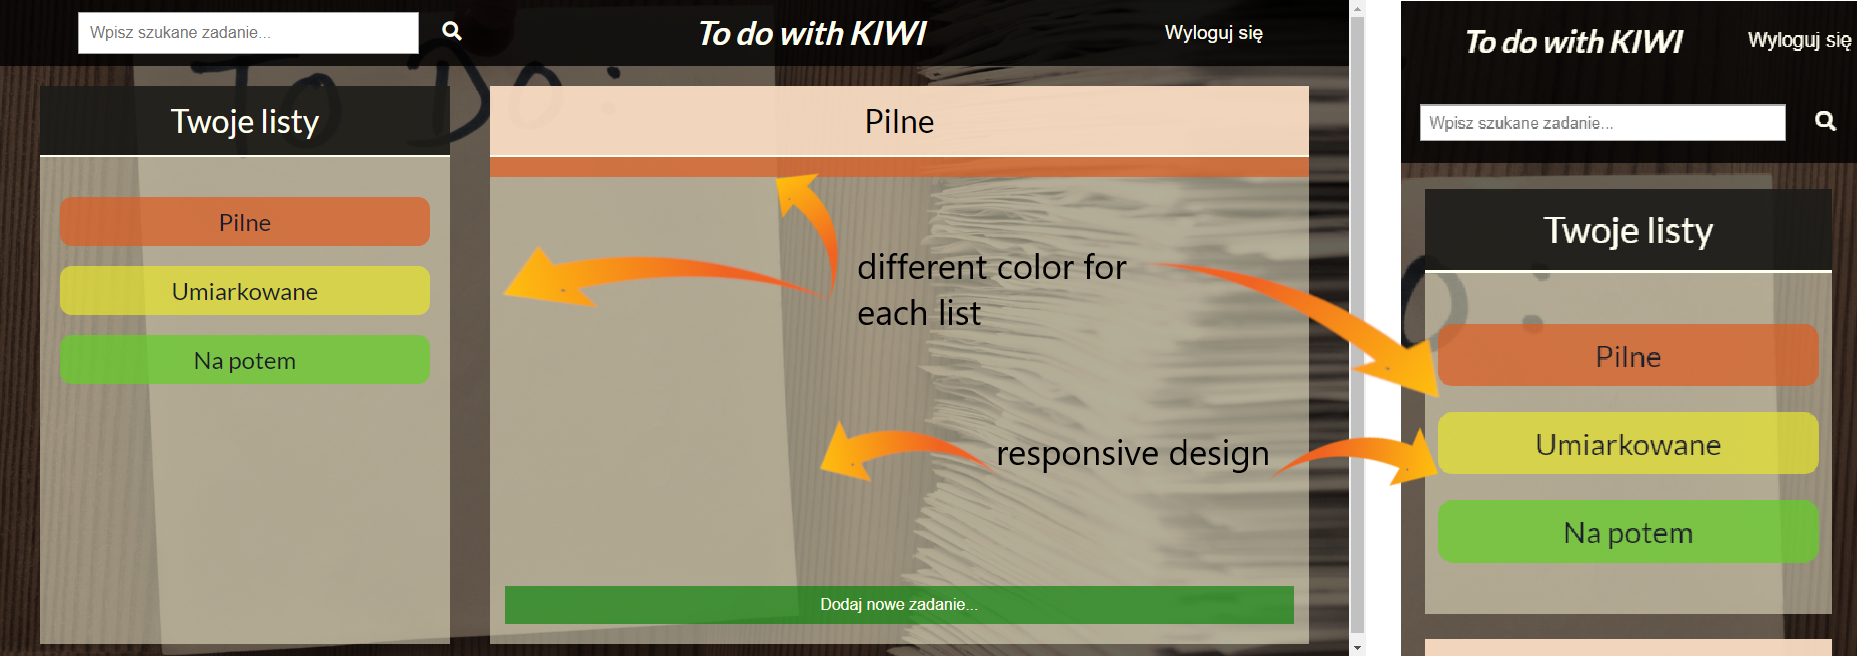 Wpisz szukane zadanie...
To do with KIWI
Wyloguj się
To Do:
Twoje listy
Pilne
Umiarkowane
Na potem
Pilne
different color for
each list
responsive design
Dodaj nowe zadanie...
To do with KIWI
Wyloguj się
Wpisz szukane zadanie...
Twoje listy
Pilne
Umiarkowane
Na potem